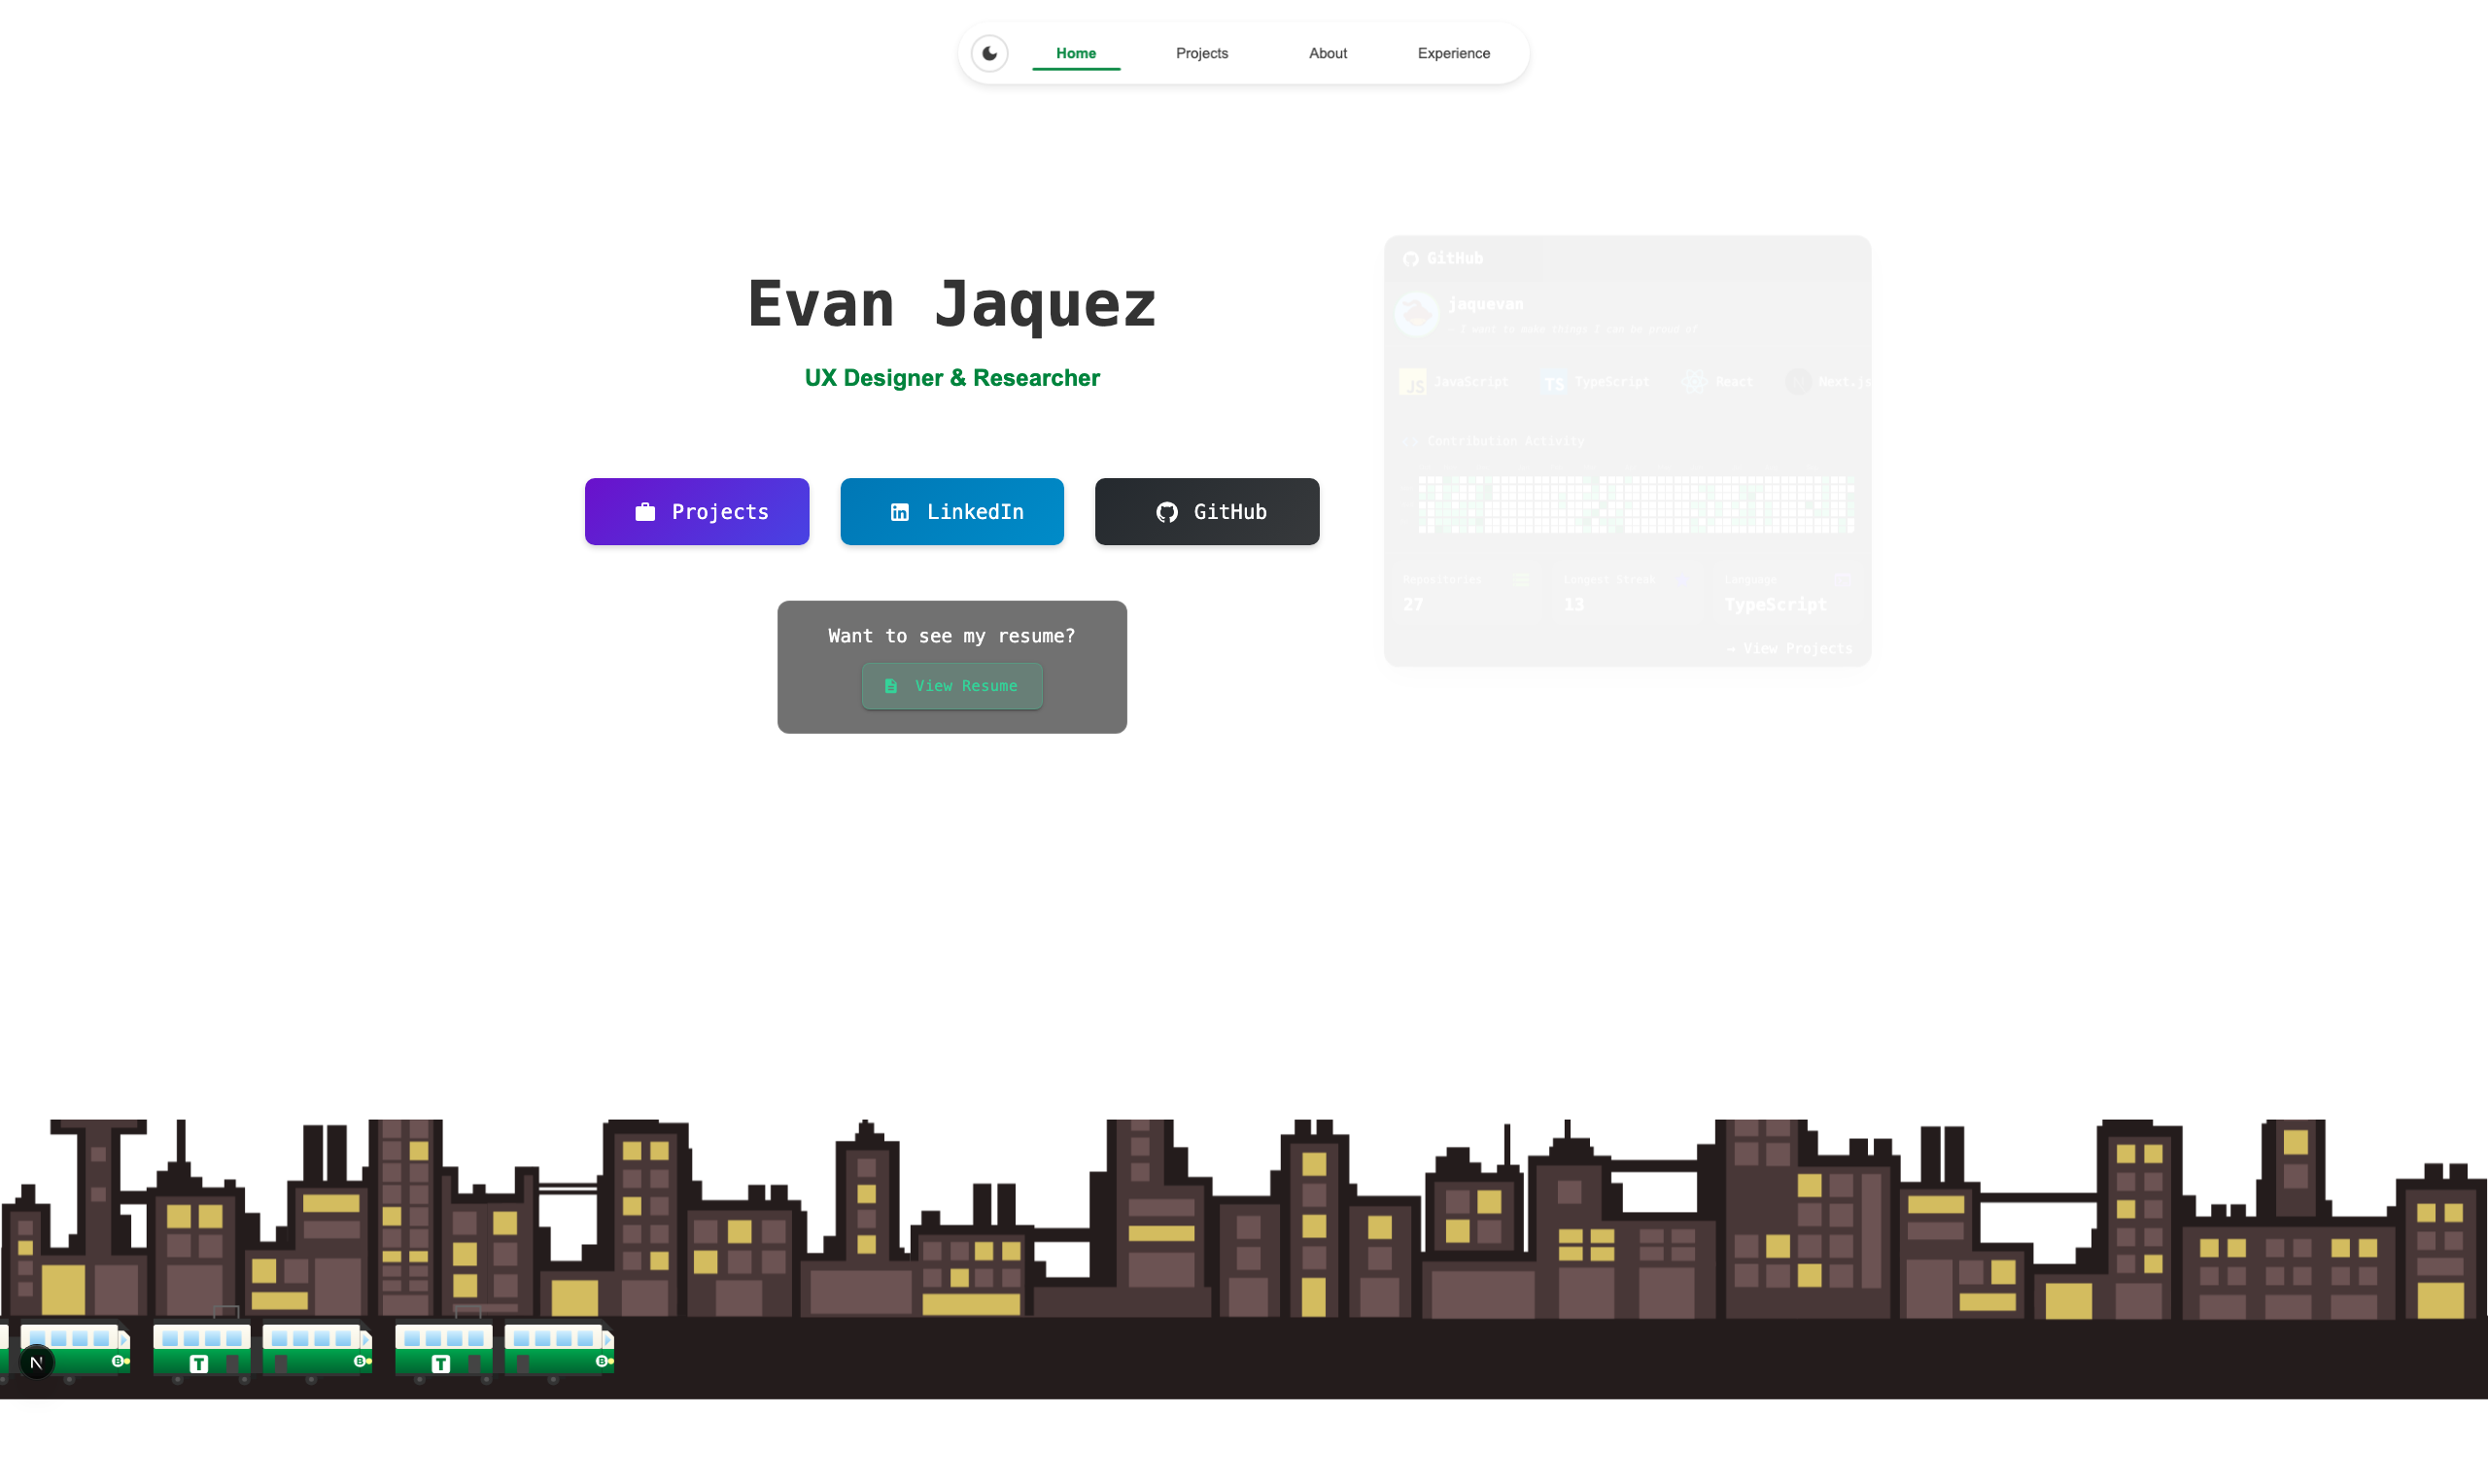 Home
Projects
About
Experience
Evan Jaquez
UX Designer & Researcher
Projects
LinkedIn
GitHub
Want to see my resume?
View Resume
GitHub
jaquevan
I want to make things I can be proud of
JS JavaScript
TS TypeScript
React
N Next.js
Contribution Activity
Repositories
27
Longest Streak
13
Language
TypeScript
→ View Projects
B
T
B
T
B
N